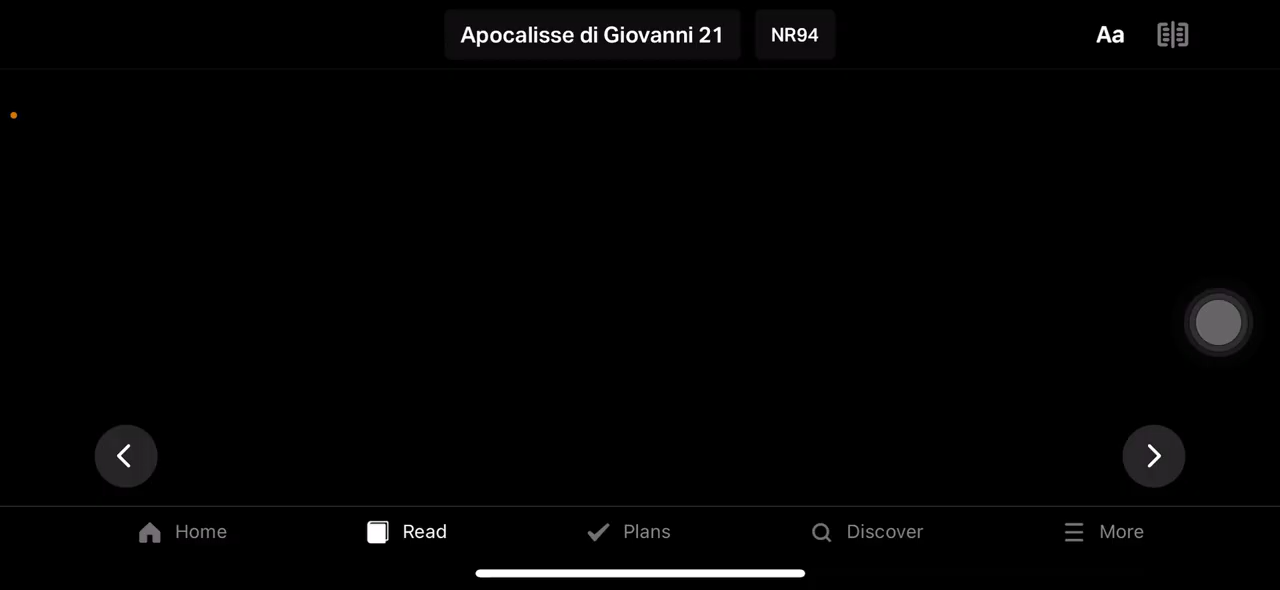 Apocalisse di Giovanni 21
NR94
Aa
Home
Read
Plans
Discover
More